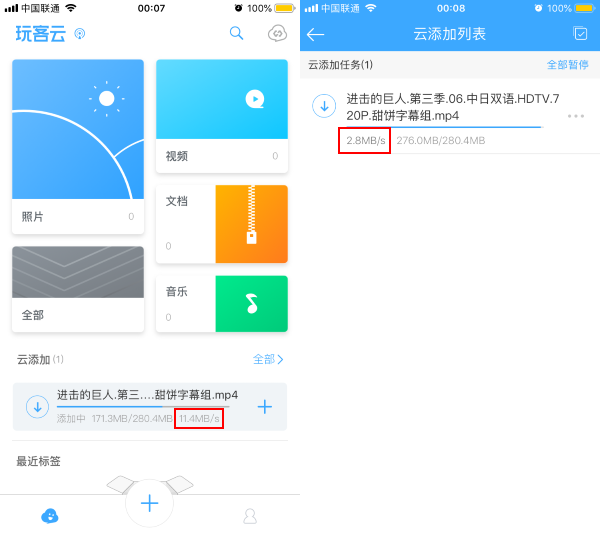 中国联通
00:07
100%
玩客云
照片
0
视频
0
文档
0
全部
音乐
0
云添加(1)
全部
进击的巨人.第三....甜饼字幕组.mp4
添加中 171.3MB/280.4MB 11.4MB/s
最近标签
中国联通
00:08
100%
云添加列表
云添加任务(1)
全部暂停
进击的巨人.第三季.06.中日双语.HDTV.7
20P.甜饼字幕组.mp4
2.8MB/s 276.0MB/280.4MB